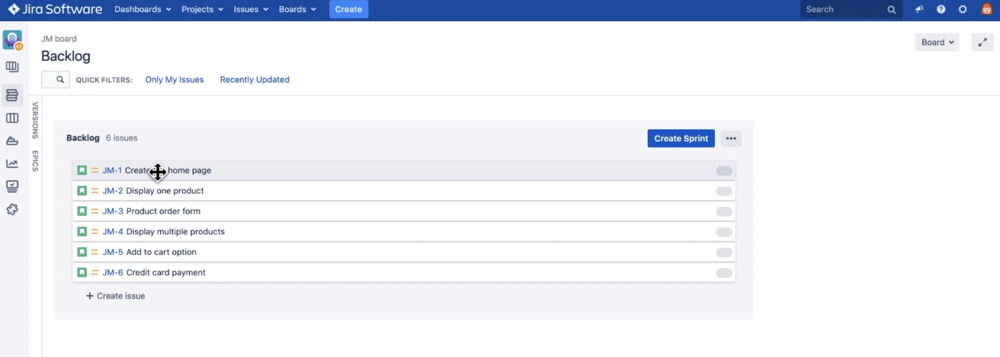 Jira Software Dashboards Projects Issues Boards Create Search
JM board
Backlog
Board
QUICK FILTERS: Only My Issues Recently Updated
VERSIONS
EPICS
Backlog 6 issues Create Sprint
JM-1 Create home page
JM-2 Display one product
JM-3 Product order form
JM-4 Display multiple products
JM-5 Add to cart option
JM-6 Credit card payment
+ Create issue